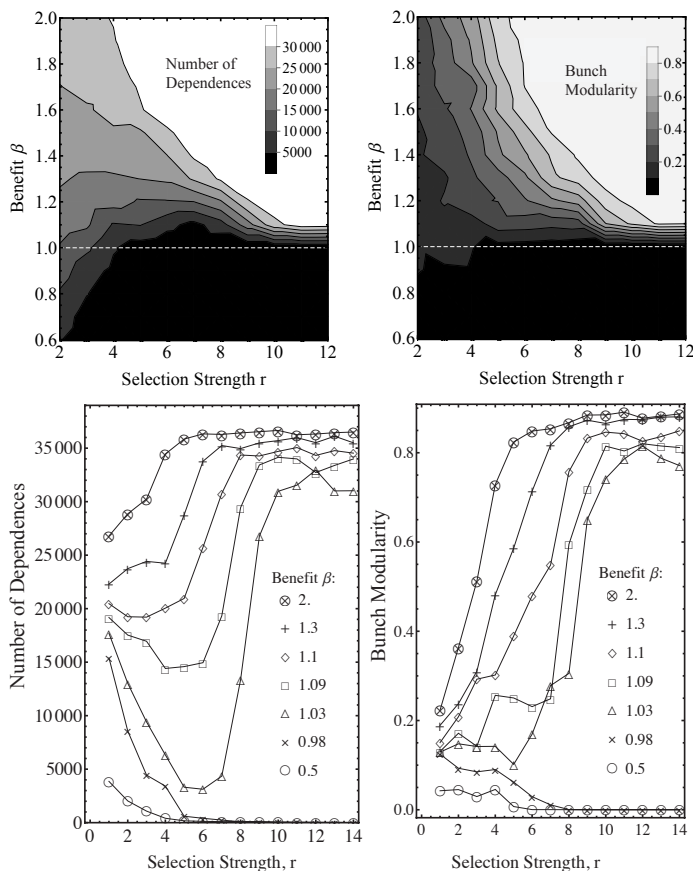 2.0
1.8
1.6
1.4
1.2
1.0
0.8
0.6
Benefit β
Number of
Dependences
30 000
25 000
20 000
15 000
10 000
5000
2 4 6 8 10 12
Selection Strength r
2.0
1.8
1.6
1.4
1.2
1.0
0.8
0.6
Benefit β
Bunch
Modularity
0.8
0.6
0.4
0.2
2 4 6 8 10 12
Selection Strength r
35 000
30 000
25 000
20 000
15 000
10 000
5000
0
Number of Dependences
Benefit β:
2.
1.3
1.1
1.09
1.03
0.98
0.5
0 2 4 6 8 10 12 14
Selection Strength, r
0.8
0.6
0.4
0.2
0.0
Bunch Modularity
Benefit β:
2.
1.3
1.1
1.09
1.03
0.98
0.5
0 2 4 6 8 10 12 14
Selection Strength, r